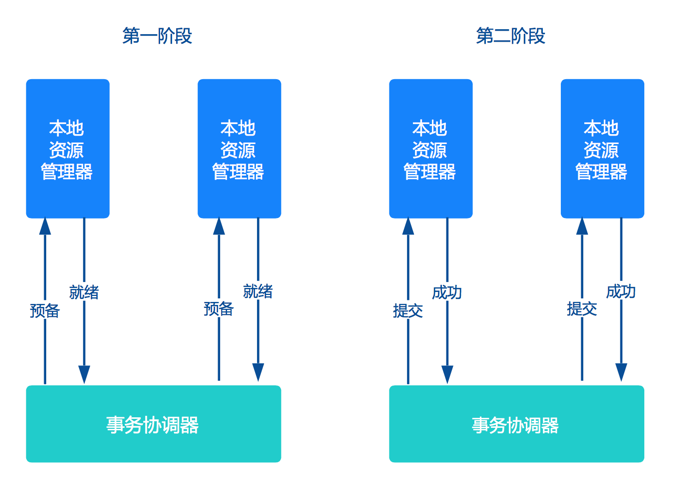 第一阶段
第二阶段
本地
资源
管理器
本地
资源
管理器
本地
资源
管理器
本地
资源
管理器
预备
就绪
预备
就绪
提交
成功
提交
成功
事务协调器
事务协调器